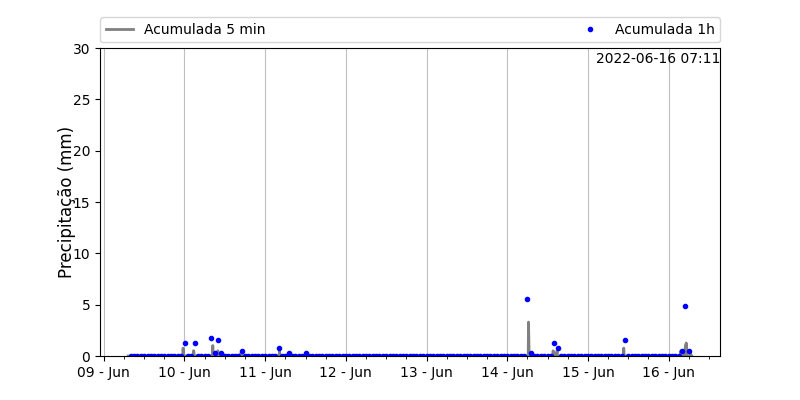 Acumulada 5 min
Acumulada 1h
2022-06-16 07:11
Precipitação (mm)
30
25
20
15
10
5
0
09 - Jun
10 - Jun
11 - Jun
12 - Jun
13 - Jun
14 - Jun
15 - Jun
16 - Jun